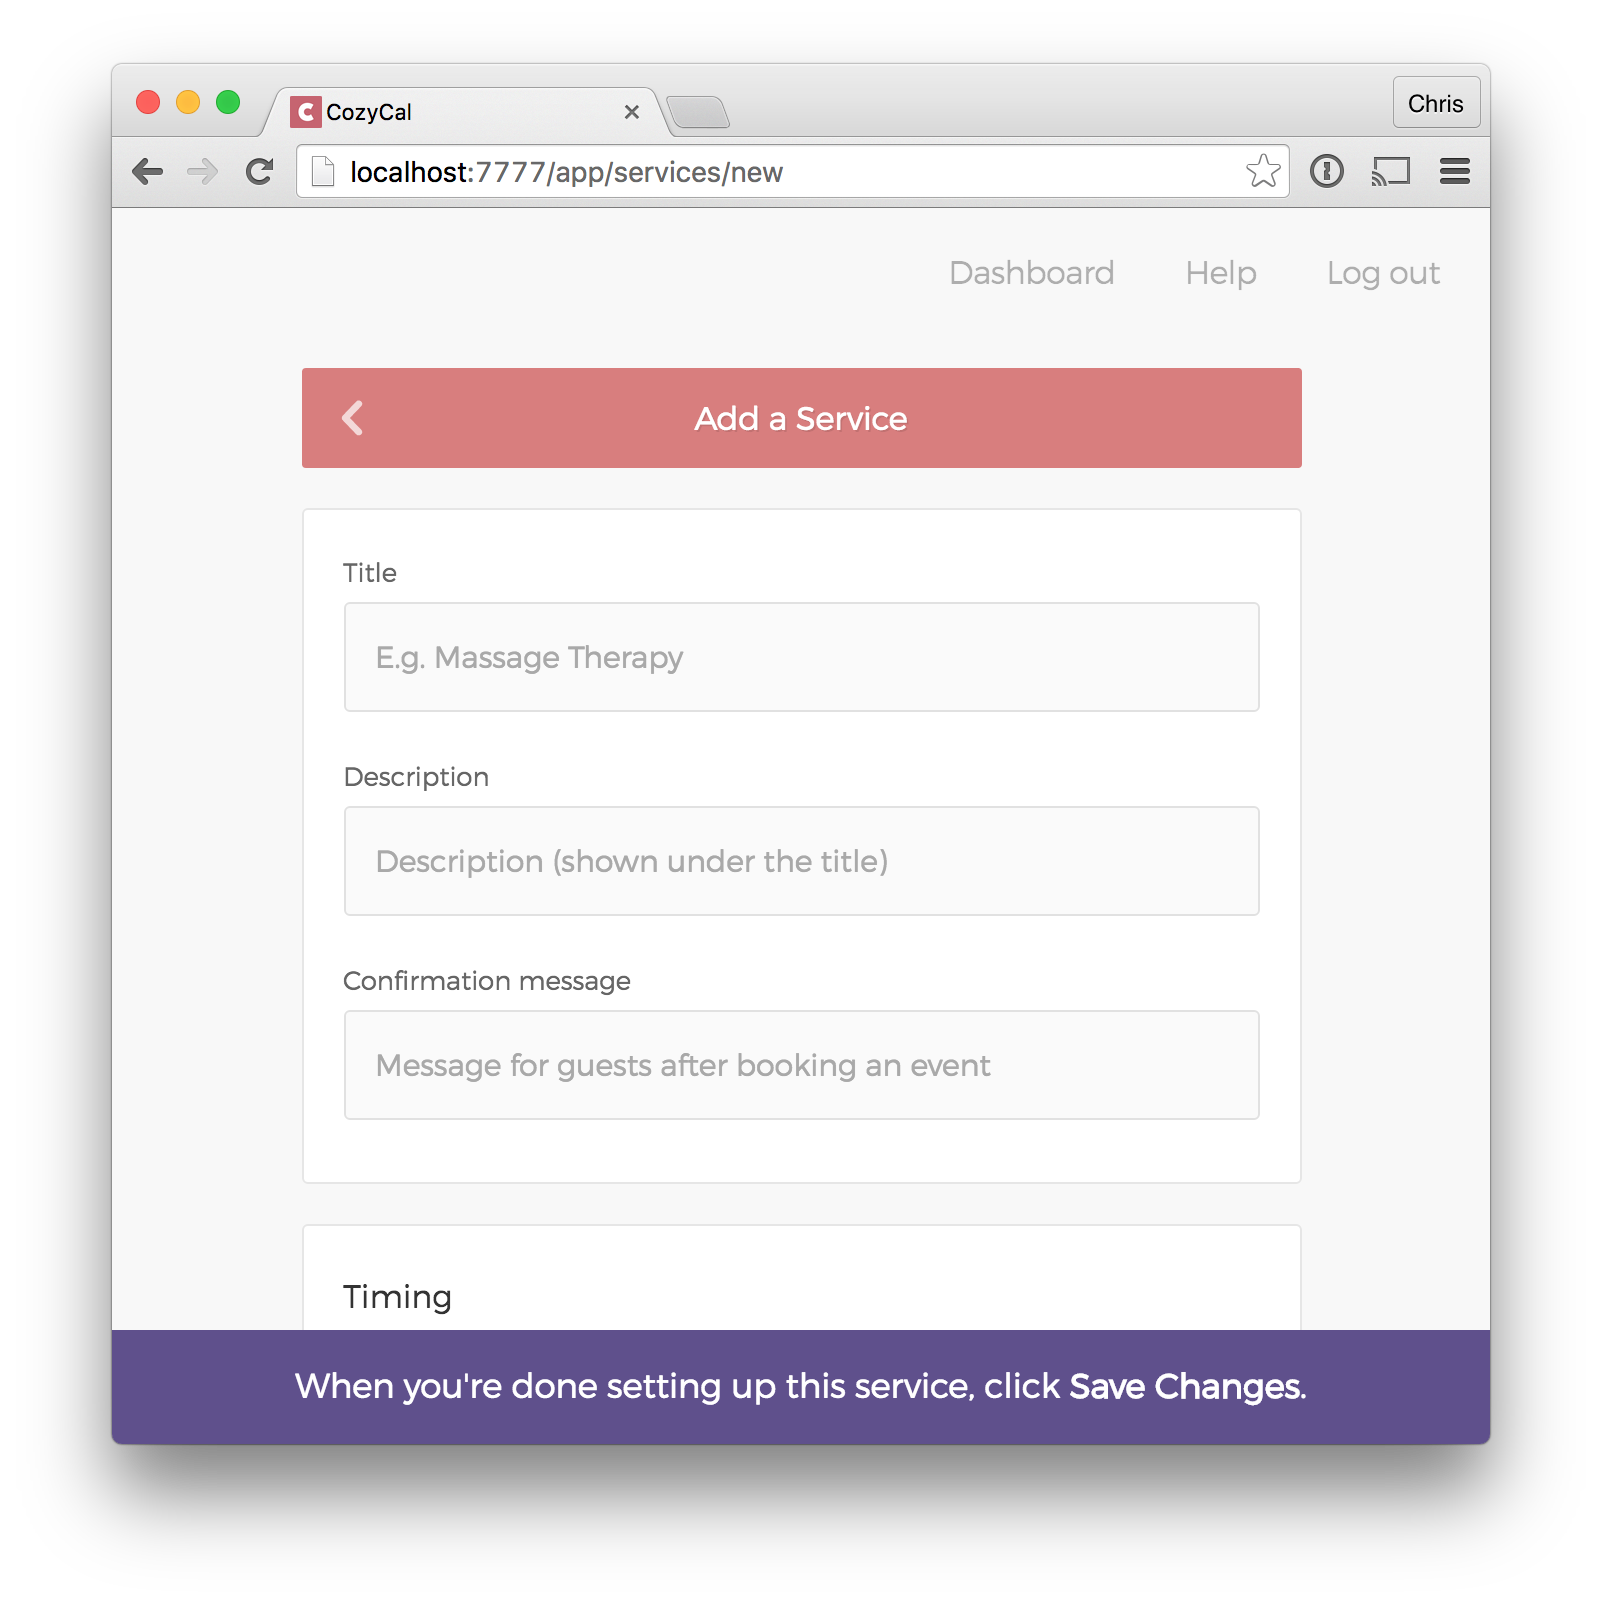 CozyCal
Chris
localhost:7777/app/services/new
Dashboard Help Log out
Add a Service
Title
E.g. Massage Therapy
Description
Description (shown under the title)
Confirmation message
Message for guests after booking an event
Timing
When you're done setting up this service, click Save Changes.